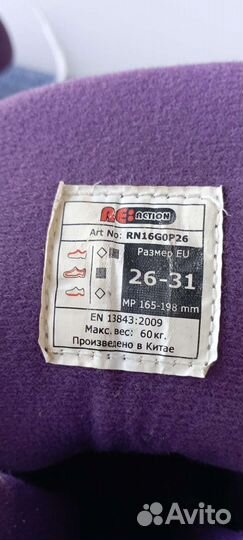 RE:ACTION
Art No: RN16G0P26
Размер EU
26-31
MP 165-198 mm
EN 13843:2009
Макс. вес: 60кг.
Произведено в Китае
Avito